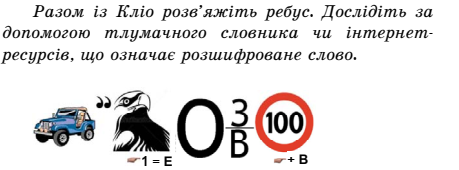 Разом із Кліо розв’яжіть ребус. Дослідіть за
допомогою тлумачного словника чи інтернет-
ресурсів, що означає розшифроване слово.
” О З/В 100
1 = Е + В